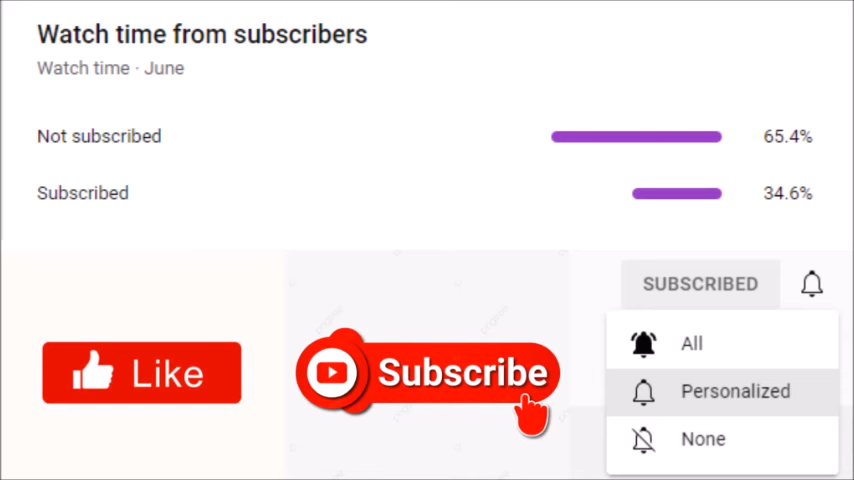 Watch time from subscribers
Watch time · June
Not subscribed 65.4%
Subscribed 34.6%
Like
Subscribe
SUBSCRIBED
All
Personalized
None